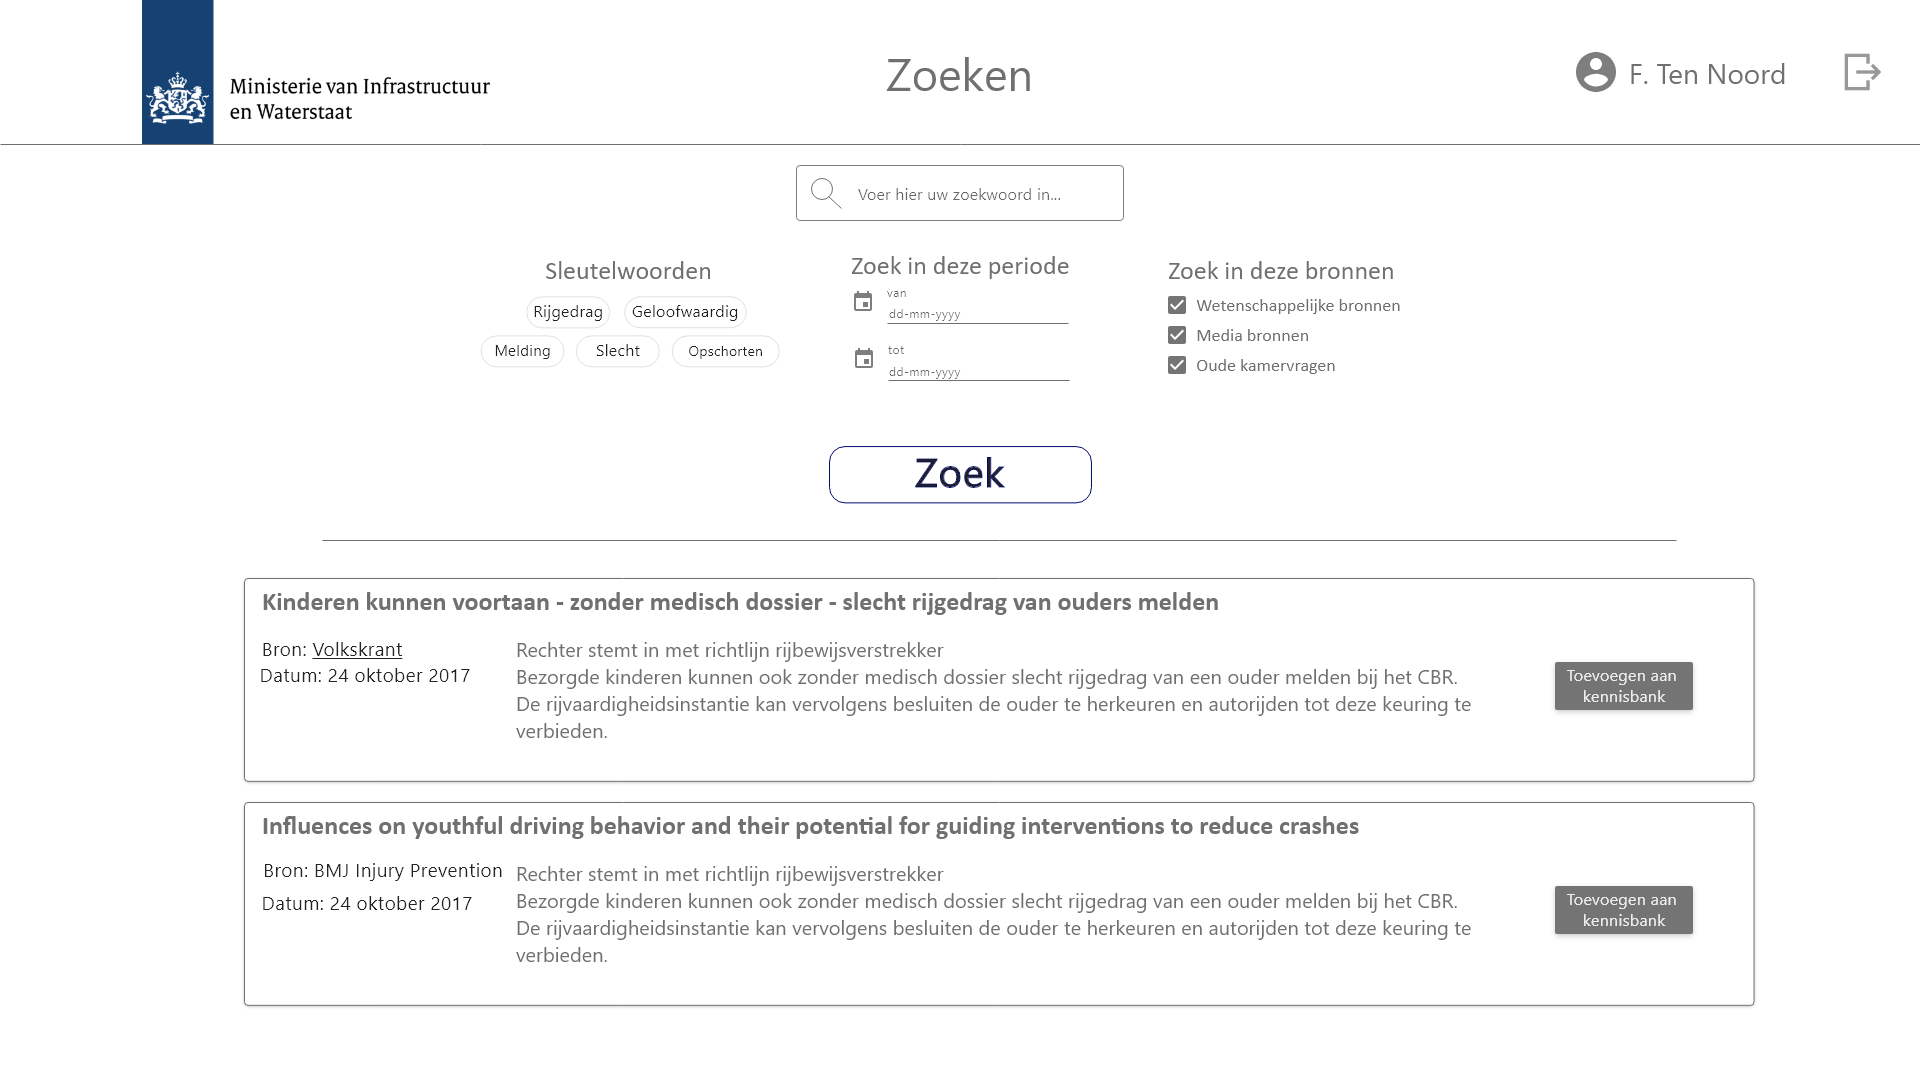 Ministerie van Infrastructuur
en Waterstaat
Zoeken
F. Ten Noord
Voer hier uw zoekwoord in...
Sleutelwoorden
Rijgedrag
Geloofwaardig
Melding
Slecht
Opschorten
Zoek in deze periode
van
dd-mm-yyyy
tot
dd-mm-yyyy
Zoek in deze bronnen
Wetenschappelijke bronnen
Media bronnen
Oude kamervragen
Zoek
Kinderen kunnen voortaan - zonder medisch dossier - slecht rijgedrag van ouders melden
Bron: Volkskrant
Datum: 24 oktober 2017
Rechter stemt in met richtlijn rijbewijsverstrekker
Bezorgde kinderen kunnen ook zonder medisch dossier slecht rijgedrag van een ouder melden bij het CBR.
De rijvaardigheidsinstantie kan vervolgens besluiten de ouder te herkeuren en autorijden tot deze keuring te
verbieden.
Toevoegen aan
kennisbank
Influences on youthful driving behavior and their potential for guiding interventions to reduce crashes
Bron: BMJ Injury Prevention
Datum: 24 oktober 2017
Rechter stemt in met richtlijn rijbewijsverstrekker
Bezorgde kinderen kunnen ook zonder medisch dossier slecht rijgedrag van een ouder melden bij het CBR.
De rijvaardigheidsinstantie kan vervolgens besluiten de ouder te herkeuren en autorijden tot deze keuring te
verbieden.
Toevoegen aan
kennisbank